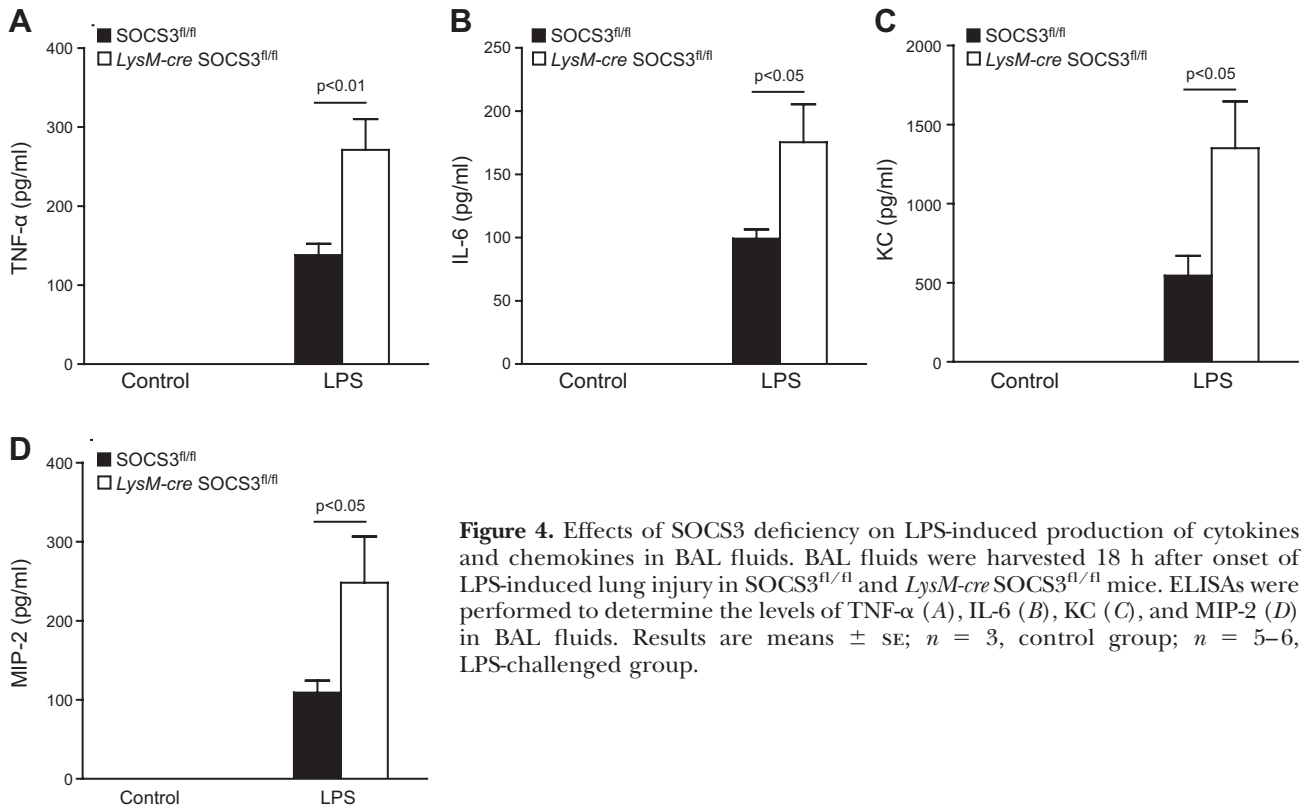 A
SOCS3fl/fl
LysM-cre SOCS3fl/fl
p<0.01
TNF-α (pg/ml)
400
300
200
100
0
Control
LPS
B
SOCS3fl/fl
LysM-cre SOCS3fl/fl
p<0.05
IL-6 (pg/ml)
250
200
150
100
50
0
Control
LPS
C
SOCS3fl/fl
LysM-cre SOCS3fl/fl
p<0.05
KC (pg/ml)
2000
1500
1000
500
0
Control
LPS
D
SOCS3fl/fl
LysM-cre SOCS3fl/fl
p<0.05
MIP-2 (pg/ml)
400
300
200
100
0
Control
LPS
Figure 4. Effects of SOCS3 deficiency on LPS-induced production of cytokines
and chemokines in BAL fluids. BAL fluids were harvested 18 h after onset of
LPS-induced lung injury in SOCS3fl/fl and LysM-cre SOCS3fl/fl mice. ELISAs were
performed to determine the levels of TNF-α (A), IL-6 (B), KC (C), and MIP-2 (D)
in BAL fluids. Results are means ± SE; n = 3, control group; n = 5–6,
LPS-challenged group.